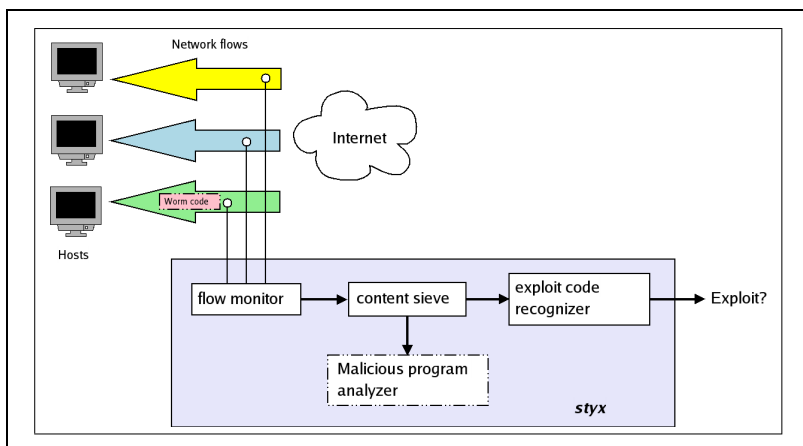 Network flows
Internet
Worm code
Hosts
flow monitor
content sieve
exploit code
recognizer
Exploit?
Malicious program
analyzer
styx